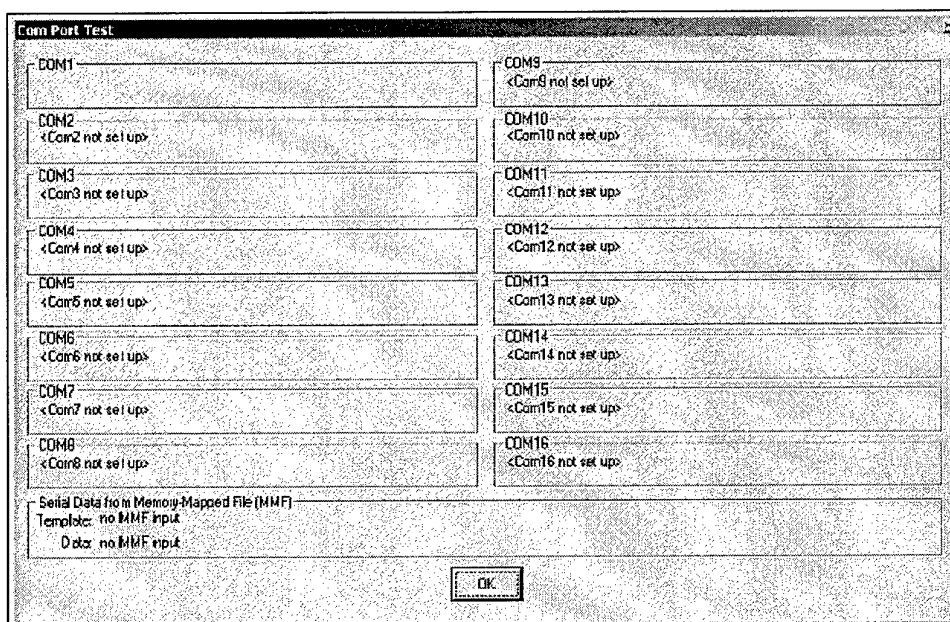 Com Port Test
COM1
COM2
<Com2 not set up>
COM3
<Com3 not set up>
COM4
<Com4 not set up>
COM5
<Com5 not set up>
COM6
<Com6 not set up>
COM7
<Com7 not set up>
COM8
<Com8 not set up>
COM9
<Com9 not set up>
COM10
<Com10 not set up>
COM11
<Com11 not set up>
COM12
<Com12 not set up>
COM13
<Com13 not set up>
COM14
<Com14 not set up>
COM15
<Com15 not set up>
COM16
<Com16 not set up>
Serial Data from Memory-Mapped File (MMF)
Template: no MMF input
Data: no MMF input
OK